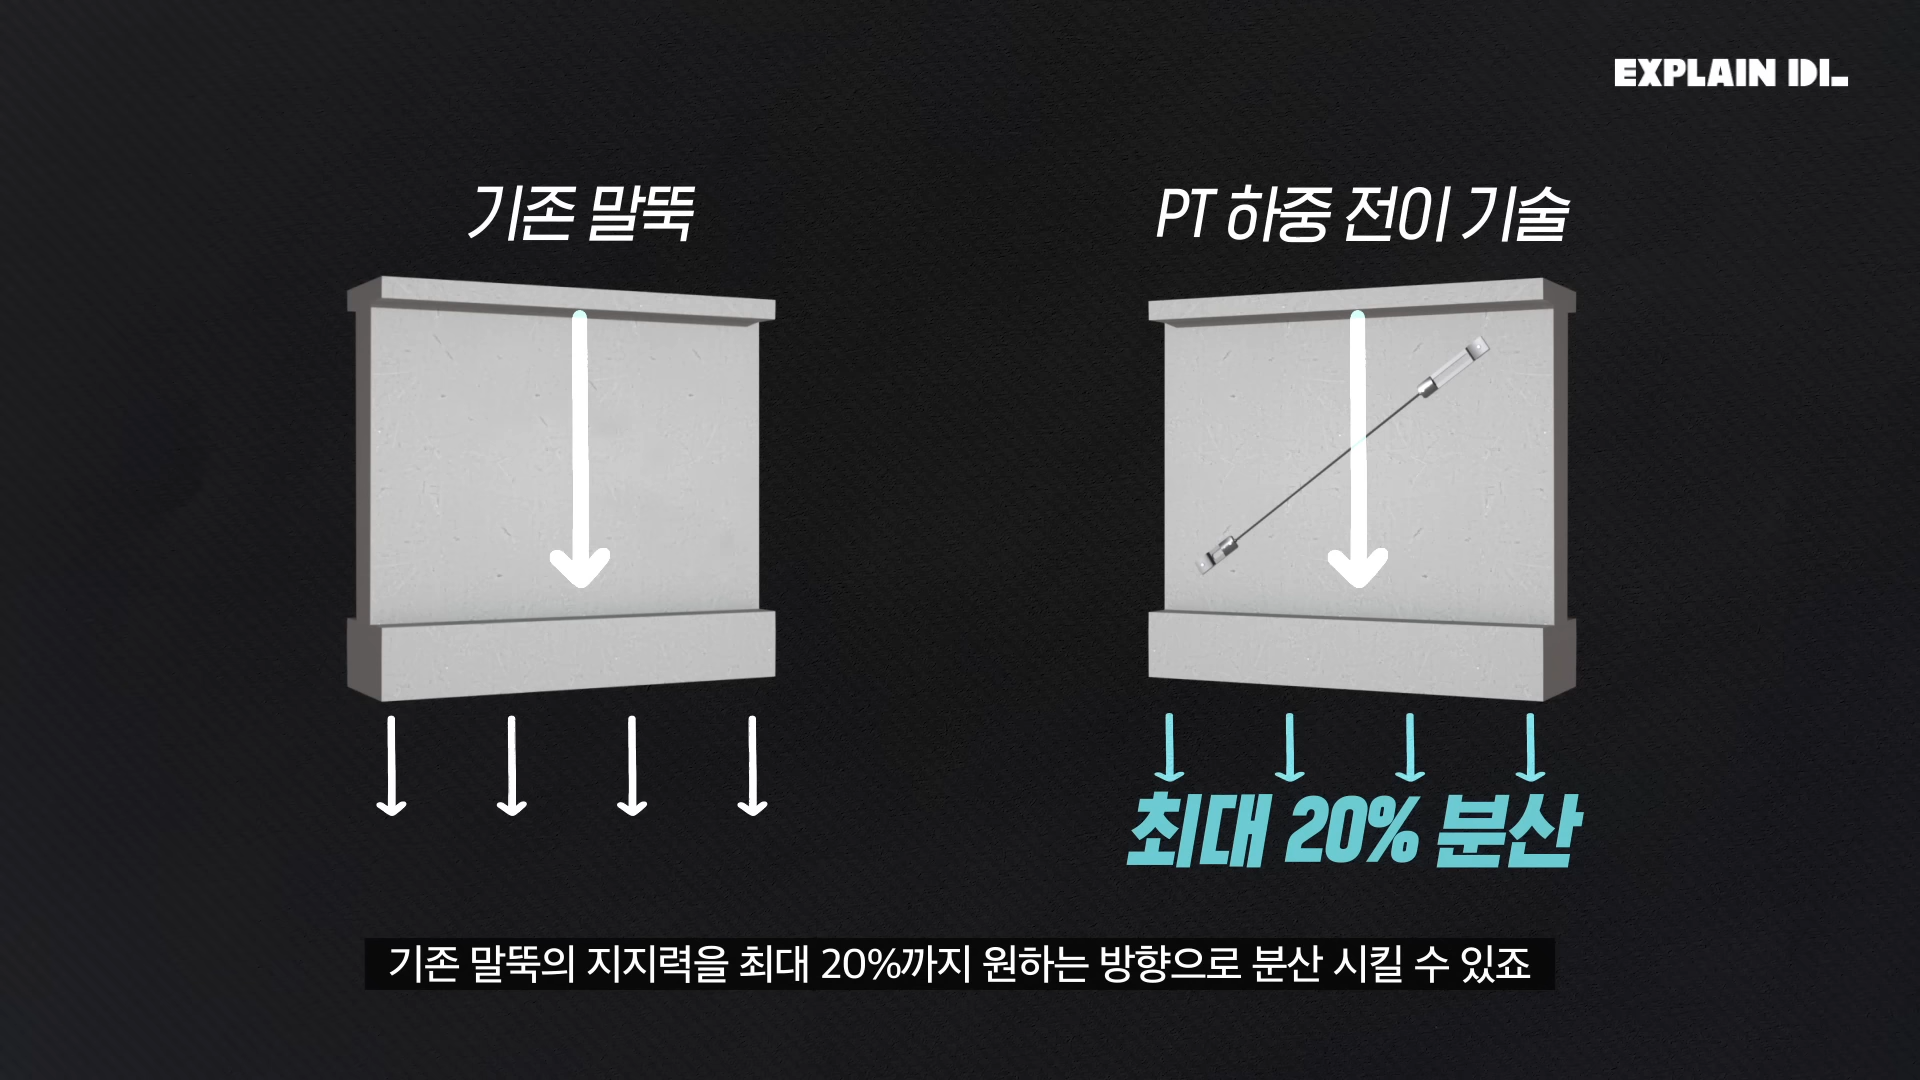 EXPLAIN DL
기존 말뚝
PT 하중 전이 기술
최대 20% 분산
기존 말뚝의 지지력을 최대 20%까지 원하는 방향으로 분산 시킬 수 있죠